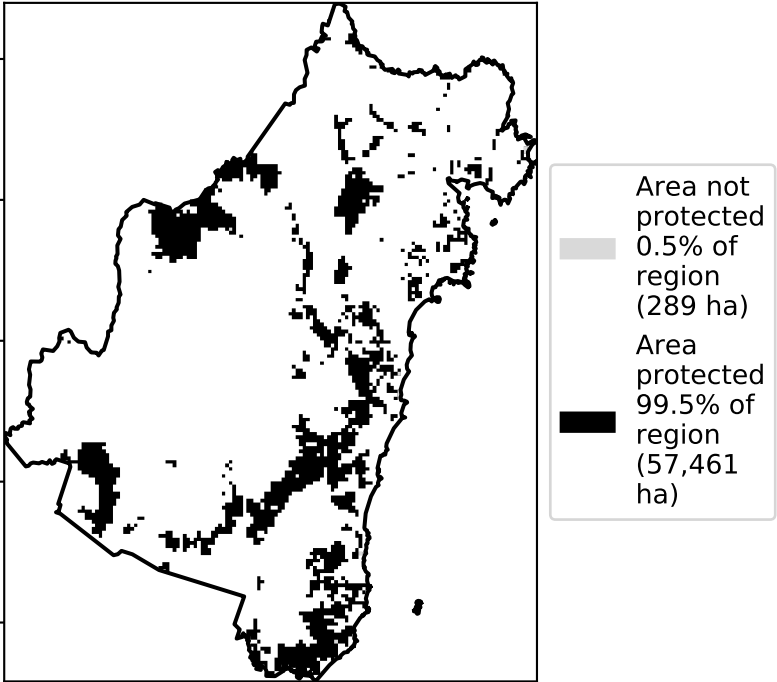 Area not
protected
0.5% of
region
(289 ha)
Area
protected
99.5% of
region
(57,461
ha)